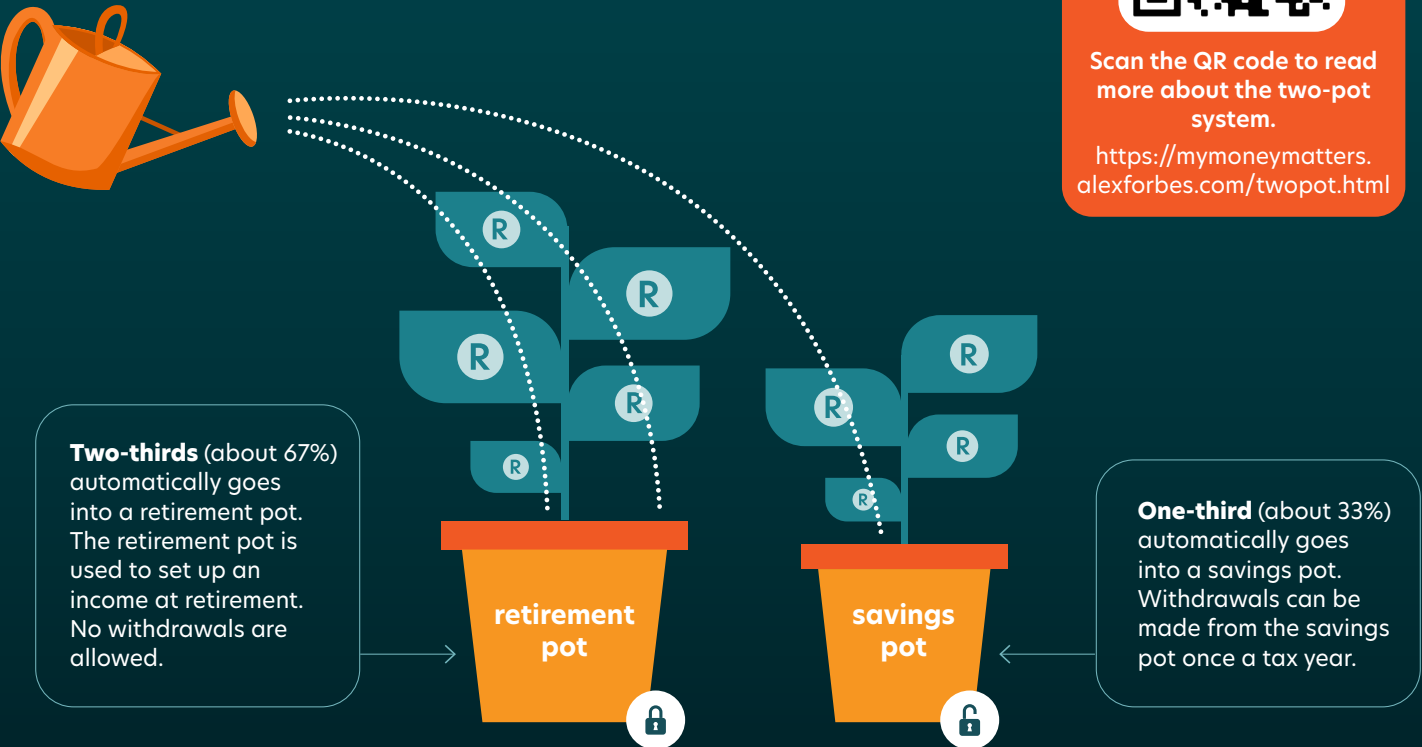 Scan the QR code to read
more about the two-pot
system.
https://mymoneymatters.
alexforbes.com/twopot.html
R
R
R
R
R
R
R
R
R
Two-thirds (about 67%)
automatically goes
into a retirement pot.
The retirement pot is
used to set up an
income at retirement.
No withdrawals are
allowed.
retirement
pot
savings
pot
One-third (about 33%)
automatically goes
into a savings pot.
Withdrawals can be
made from the savings
pot once a tax year.